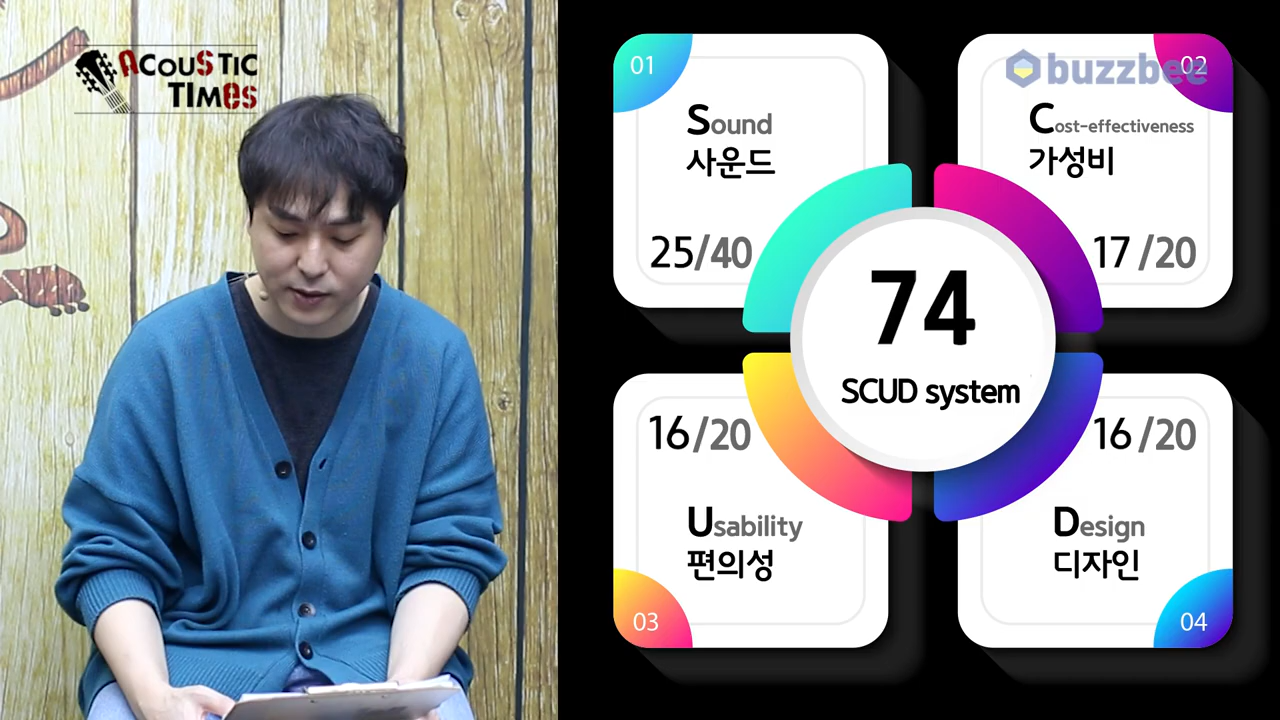 ACOUSTIC
TIMES
buzzbee
01
Sound
사운드
25/40
02
Cost-effectiveness
가성비
17/20
74
SCUD system
16/20
Usability
편의성
03
16/20
Design
디자인
04